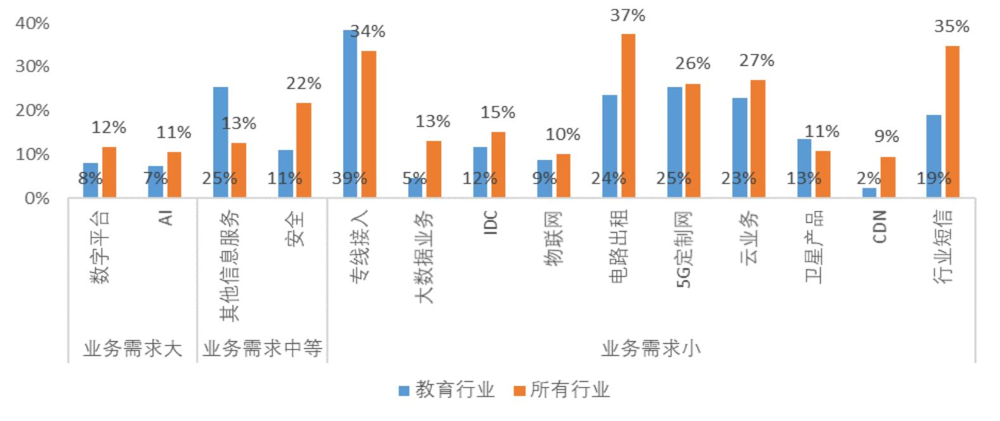 37%
40%
34%
35%
30%
26%
27%
22%
20%
12%
11%
13%
13%
15%
10%
11%
9%
10%
8%
7%
25%
11%
39%
5%
12%
9%
24%
25%
23%
13%
2%
19%
0%
数字平台
AI
其他信息服务
安全
专线接入
大数据业务
IDC
物联网
电路出租
5G定制网
云业务
卫星产品
CDN
行业短信
业务需求大
业务需求中等
业务需求小
教育行业
所有行业